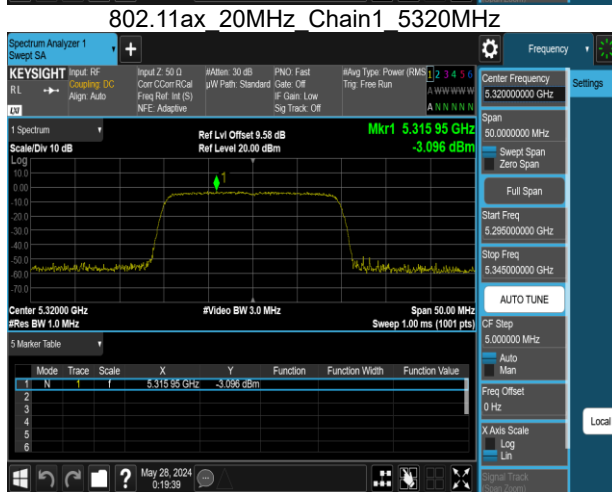 802.11ax_20MHz_Chain1_5320MHz
Spectrum Analyzer 1
Swept SA
+
Frequency
KEYSIGHT
RL
LXI
Input: RF
Coupling: DC
Align: Auto
Input Z: 50 Ω
Corr CCorr RCal
Freq Ref: Int (S)
NFE: Adaptive
#Atten: 30 dB
µW Path: Standard
PNO: Fast
Gate: Off
IF Gain: Low
Sig Track: Off
#Avg Type: Power (RMS
Trig: Free Run
1 2 3 4 5 6
A W W W W W
A N N N N N
Center Frequency
5.320000000 GHz
Settings
Span
50.0000000 MHz
Swept Span
Zero Span
Full Span
Start Freq
5.295000000 GHz
Stop Freq
5.345000000 GHz
AUTO TUNE
CF Step
5.000000 MHz
Auto
Man
Freq Offset
0 Hz
X Axis Scale
Log
Lin
Signal Track
(Span Zoom)
Local
1 Spectrum
Scale/Div 10 dB
Log
Ref Lvl Offset 9.58 dB
Ref Level 20.00 dBm
Mkr1 5.315 95 GHz
-3.096 dBm
1
10.0
0.00
-10.0
-20.0
-30.0
-40.0
-50.0
-60.0
-70.0
Center 5.32000 GHz
#Res BW 1.0 MHz
#Video BW 3.0 MHz
Span 50.00 MHz
Sweep 1.00 ms (1001 pts)
5 Marker Table
Mode Trace Scale X Y Function Function Width Function Value
1 N 1 f 5.315 95 GHz -3.096 dBm
2
3
4
5
6
?
May 28, 2024
0:19:39